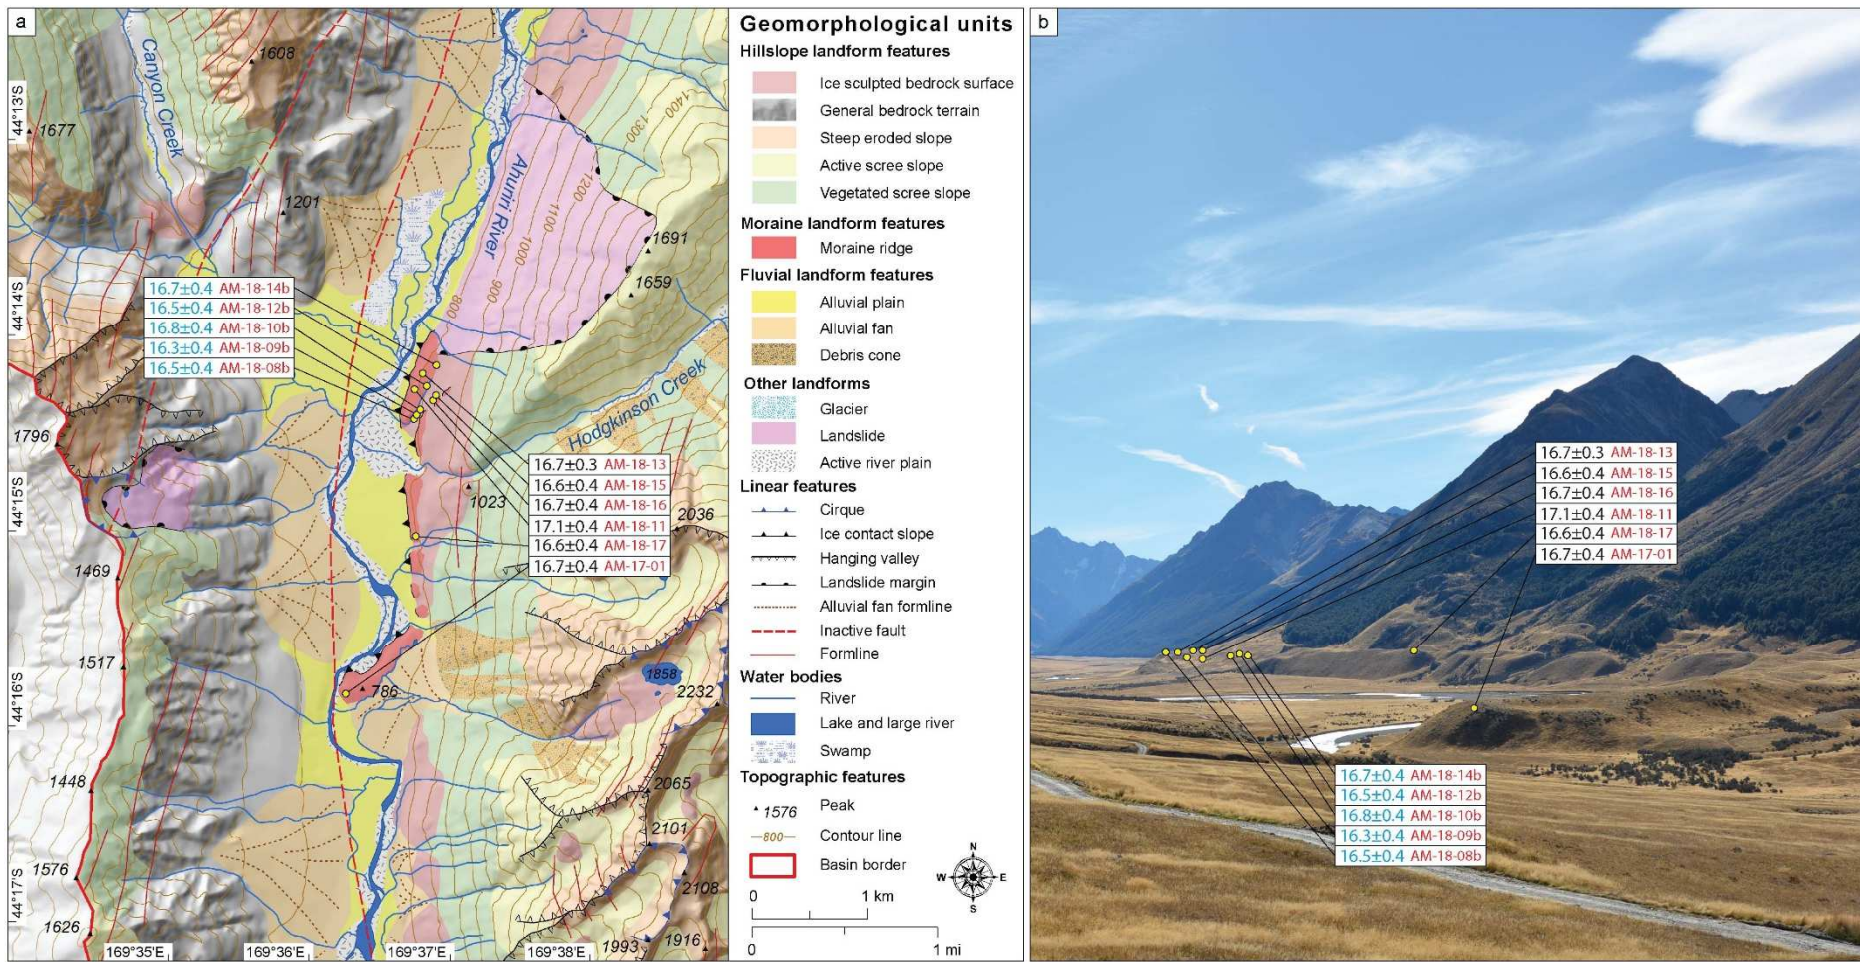 a
Canyon Creek
1608
1677
1201
Ahuriri River
1400
1300
1200
1100
1000
900
800
1691
1659
Hodgkinson Creek
44°13'S
44°14'S
44°15'S
44°16'S
44°17'S
16.7±0.4 AM-18-14b
16.5±0.4 AM-18-12b
16.8±0.4 AM-18-10b
16.3±0.4 AM-18-09b
16.5±0.4 AM-18-08b
1796
1469
1517
1448
1576
1626
1023
2036
16.7±0.3 AM-18-13
16.6±0.4 AM-18-15
16.7±0.4 AM-18-16
17.1±0.4 AM-18-11
16.6±0.4 AM-18-17
16.7±0.4 AM-17-01
786
1858
2232
2065
2101
2108
1993
1916
169°35'E
169°36'E
169°37'E
169°38'E
Geomorphological units
Hillslope landform features
Ice sculpted bedrock surface
General bedrock terrain
Steep eroded slope
Active scree slope
Vegetated scree slope
Moraine landform features
Moraine ridge
Fluvial landform features
Alluvial plain
Alluvial fan
Debris cone
Other landforms
Glacier
Landslide
Active river plain
Linear features
Cirque
Ice contact slope
Hanging valley
Landslide margin
Alluvial fan formline
Inactive fault
Formline
Water bodies
River
Lake and large river
Swamp
Topographic features
1576 Peak
800 Contour line
Basin border
0 1 km
0 1 mi
N
W E
S
b
16.7±0.3 AM-18-13
16.6±0.4 AM-18-15
16.7±0.4 AM-18-16
17.1±0.4 AM-18-11
16.6±0.4 AM-18-17
16.7±0.4 AM-17-01
16.7±0.4 AM-18-14b
16.5±0.4 AM-18-12b
16.8±0.4 AM-18-10b
16.3±0.4 AM-18-09b
16.5±0.4 AM-18-08b